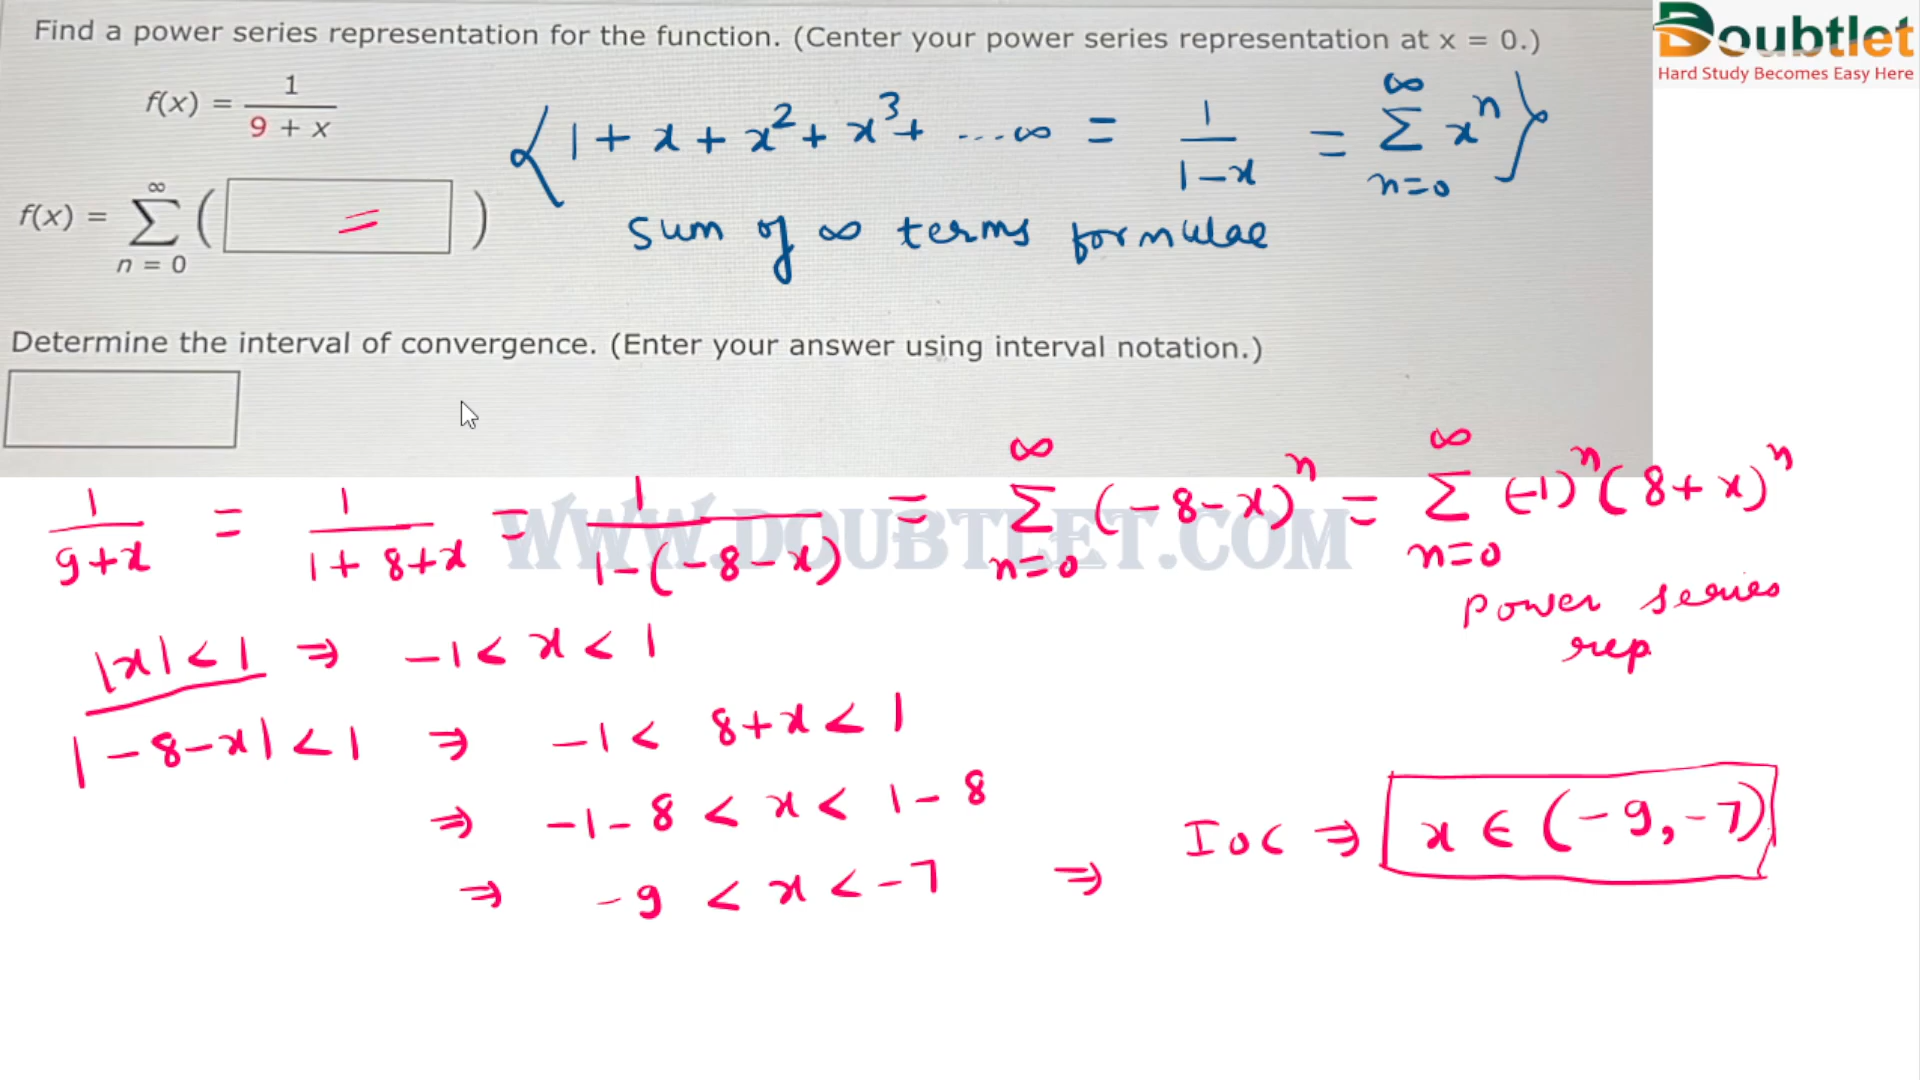 Find a power series representation for the function. (Center your power series representation at x = 0.)
Doubtlet
Hard Study Becomes Easy Here
f(x) = 1 / (9 + x)
{ 1 + x + x² + x³ + ... ∞ = 1/(1-x) = ∑_{n=0}^{∞} xⁿ }
sum of ∞ terms formulae
f(x) = ∑_{n = 0}^{∞} ( = )
Determine the interval of convergence. (Enter your answer using interval notation.)
WWW.DOUBTLET.COM
1/(9+x) = 1/(1+8+x) = 1/(1-(-8-x)) = ∑_{n=0}^{∞} (-8-x)ⁿ = ∑_{n=0}^{∞} (-1)ⁿ (8+x)ⁿ
Power series
rep.
|x| < 1 ⇒ -1 < x < 1
|-8-x| < 1 ⇒ -1 < 8+x < 1
⇒ -1-8 < x < 1-8
⇒ -9 < x < -7 ⇒ IOC ⇒ x ∈ (-9, -7)